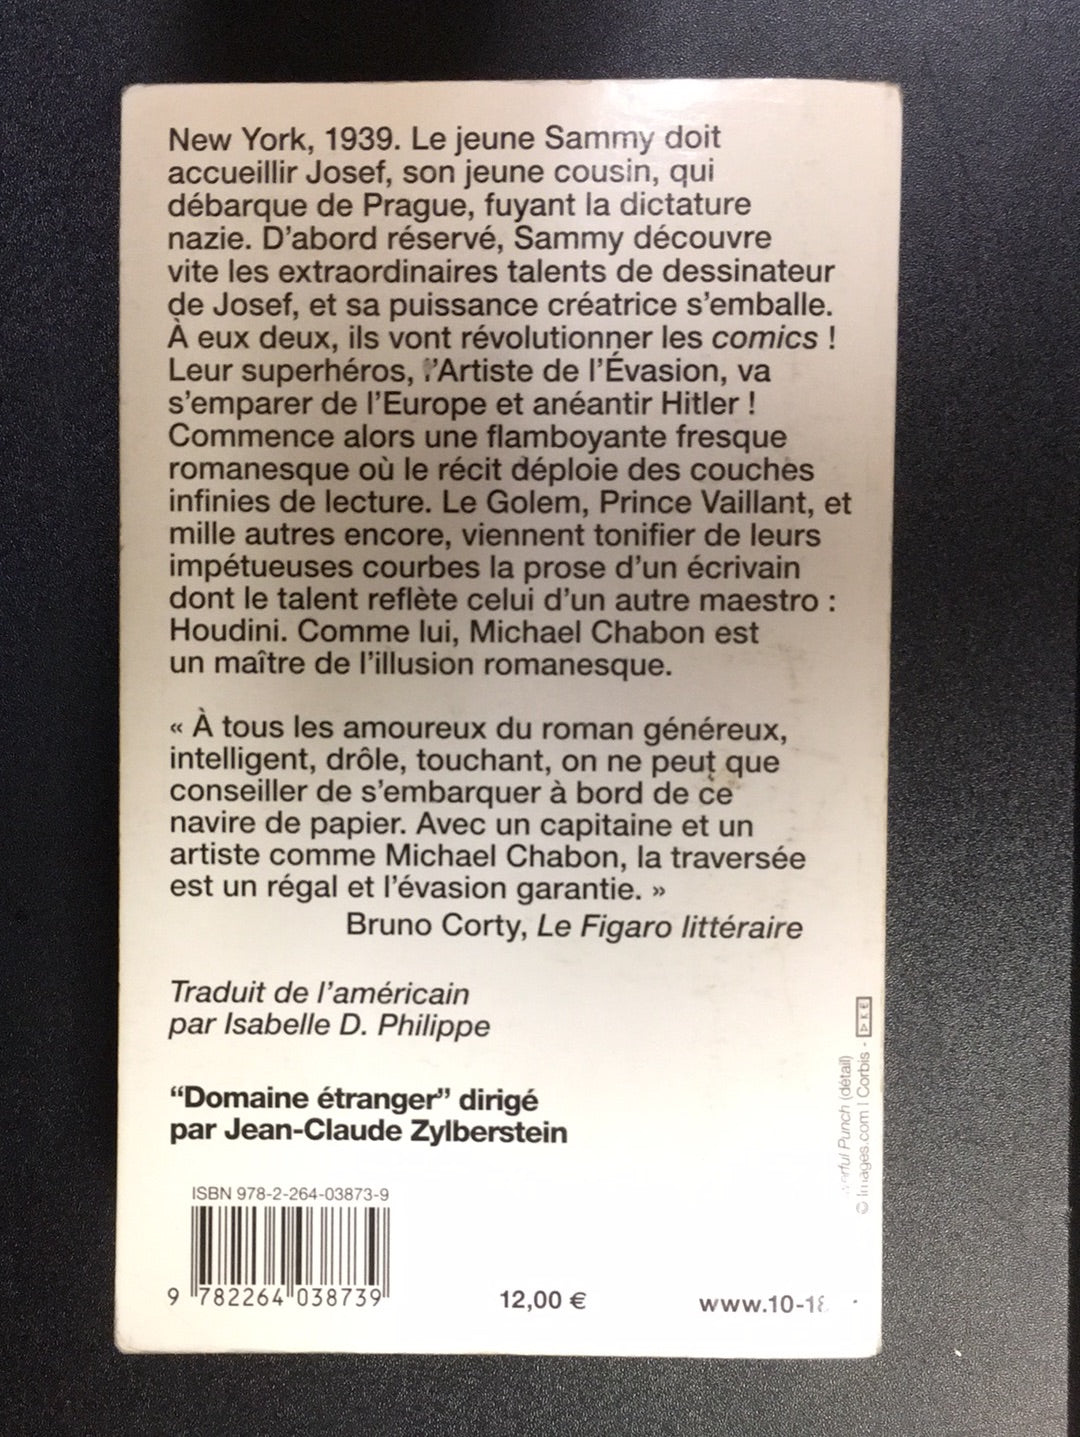 New York, 1939. Le jeune Sammy doit
accueillir Josef, son jeune cousin, qui
débarque de Prague, fuyant la dictature
nazie. D'abord réservé, Sammy découvre
vite les extraordinaires talents de dessinateur
de Josef, et sa puissance créatrice s'emballe.
À eux deux, ils vont révolutionner les comics !
Leur superhéros, l'Artiste de l'Évasion, va
s'emparer de l'Europe et anéantir Hitler !
Commence alors une flamboyante fresque
romanesque où le récit déploie des couches
infinies de lecture. Le Golem, Prince Vaillant, et
mille autres encore, viennent tonifier de leurs
impétueuses courbes la prose d'un écrivain
dont le talent reflète celui d'un autre maestro :
Houdini. Comme lui, Michael Chabon est
un maître de l'illusion romanesque.
« À tous les amoureux du roman généreux,
intelligent, drôle, touchant, on ne peut que
conseiller de s'embarquer à bord de ce
navire de papier. Avec un capitaine et un
artiste comme Michael Chabon, la traversée
est un régal et l'évasion garantie. »
Bruno Corty, Le Figaro littéraire
Traduit de l'américain
par Isabelle D. Philippe
“Domaine étranger” dirigé
par Jean-Claude Zylberstein
ISBN 978-2-264-03873-9
9 782264 038739
12,00 €
www.10-18
Punch (détail)
© Images.com | Corbis -